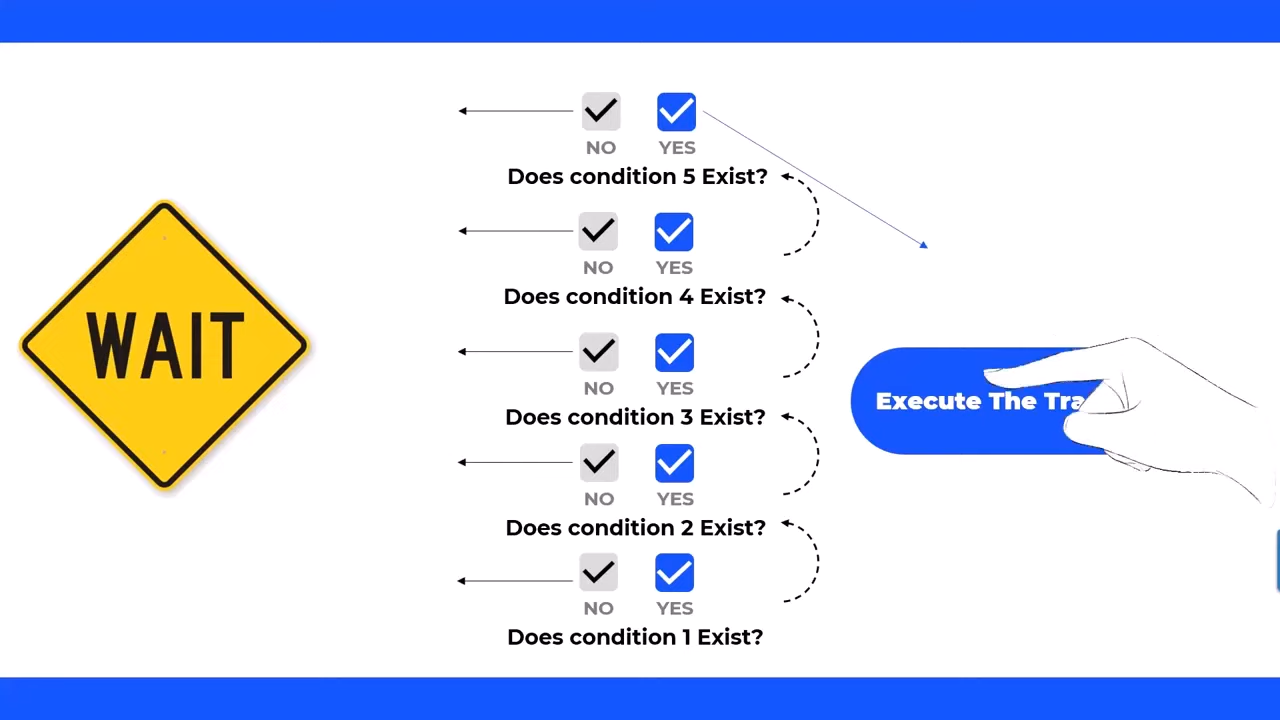 NO YES
Does condition 5 Exist?
NO YES
Does condition 4 Exist?
WAIT
NO YES
Does condition 3 Exist?
Execute The
NO YES
Does condition 2 Exist?
NO YES
Does condition 1 Exist?